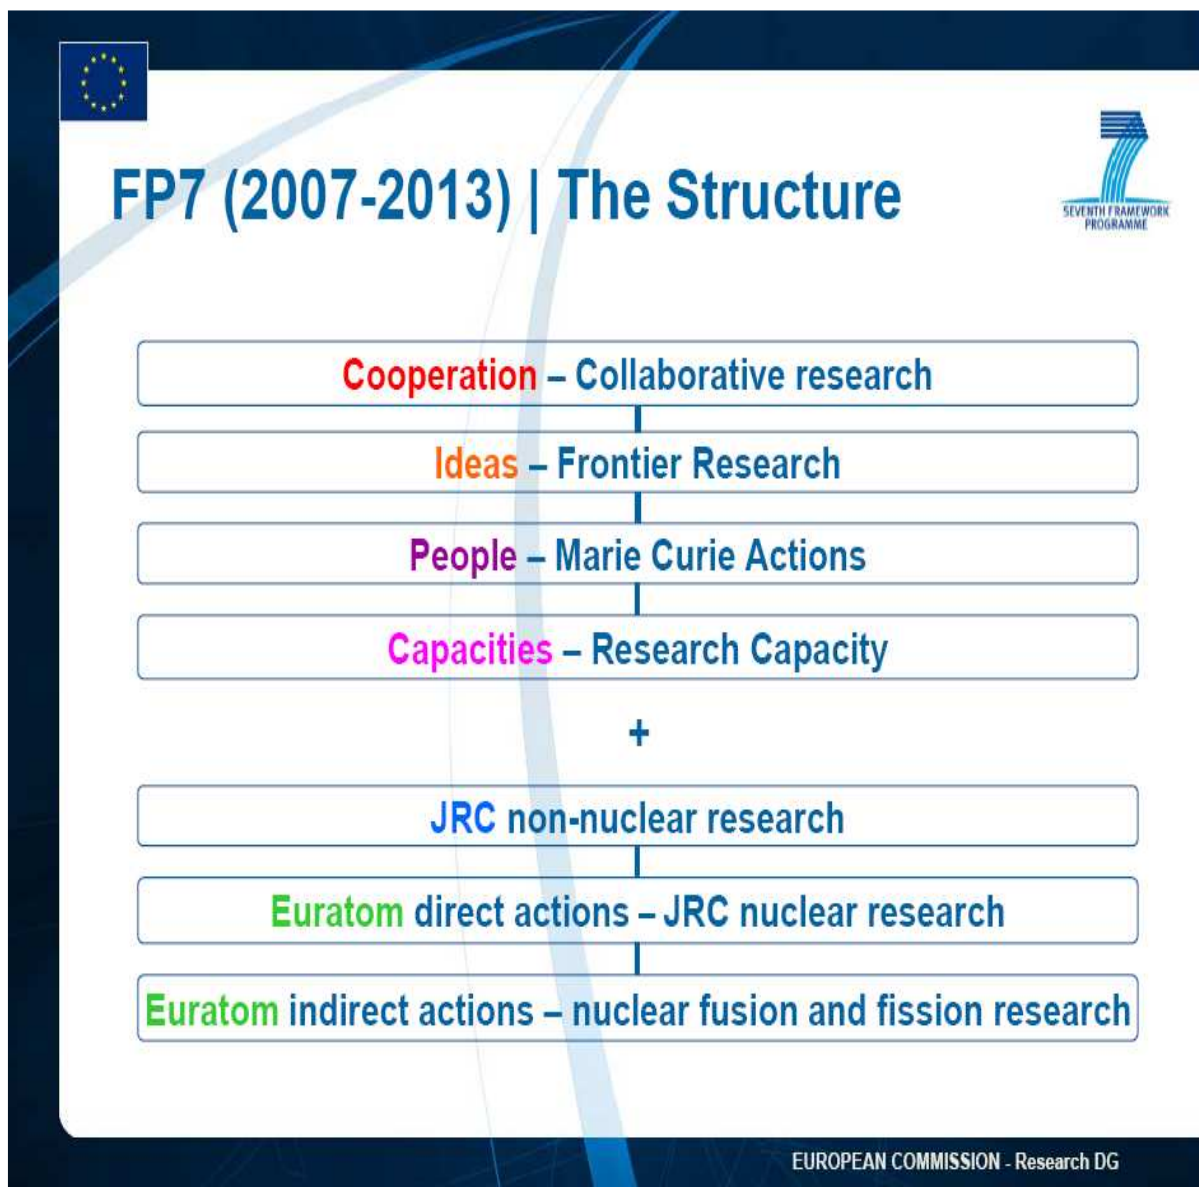 FP7 (2007-2013) | The Structure
SEVENTH FRAMEWORK
PROGRAMME
Cooperation – Collaborative research
Ideas – Frontier Research
People – Marie Curie Actions
Capacities – Research Capacity
+
JRC non-nuclear research
Euratom direct actions – JRC nuclear research
Euratom indirect actions – nuclear fusion and fission research
EUROPEAN COMMISSION - Research DG